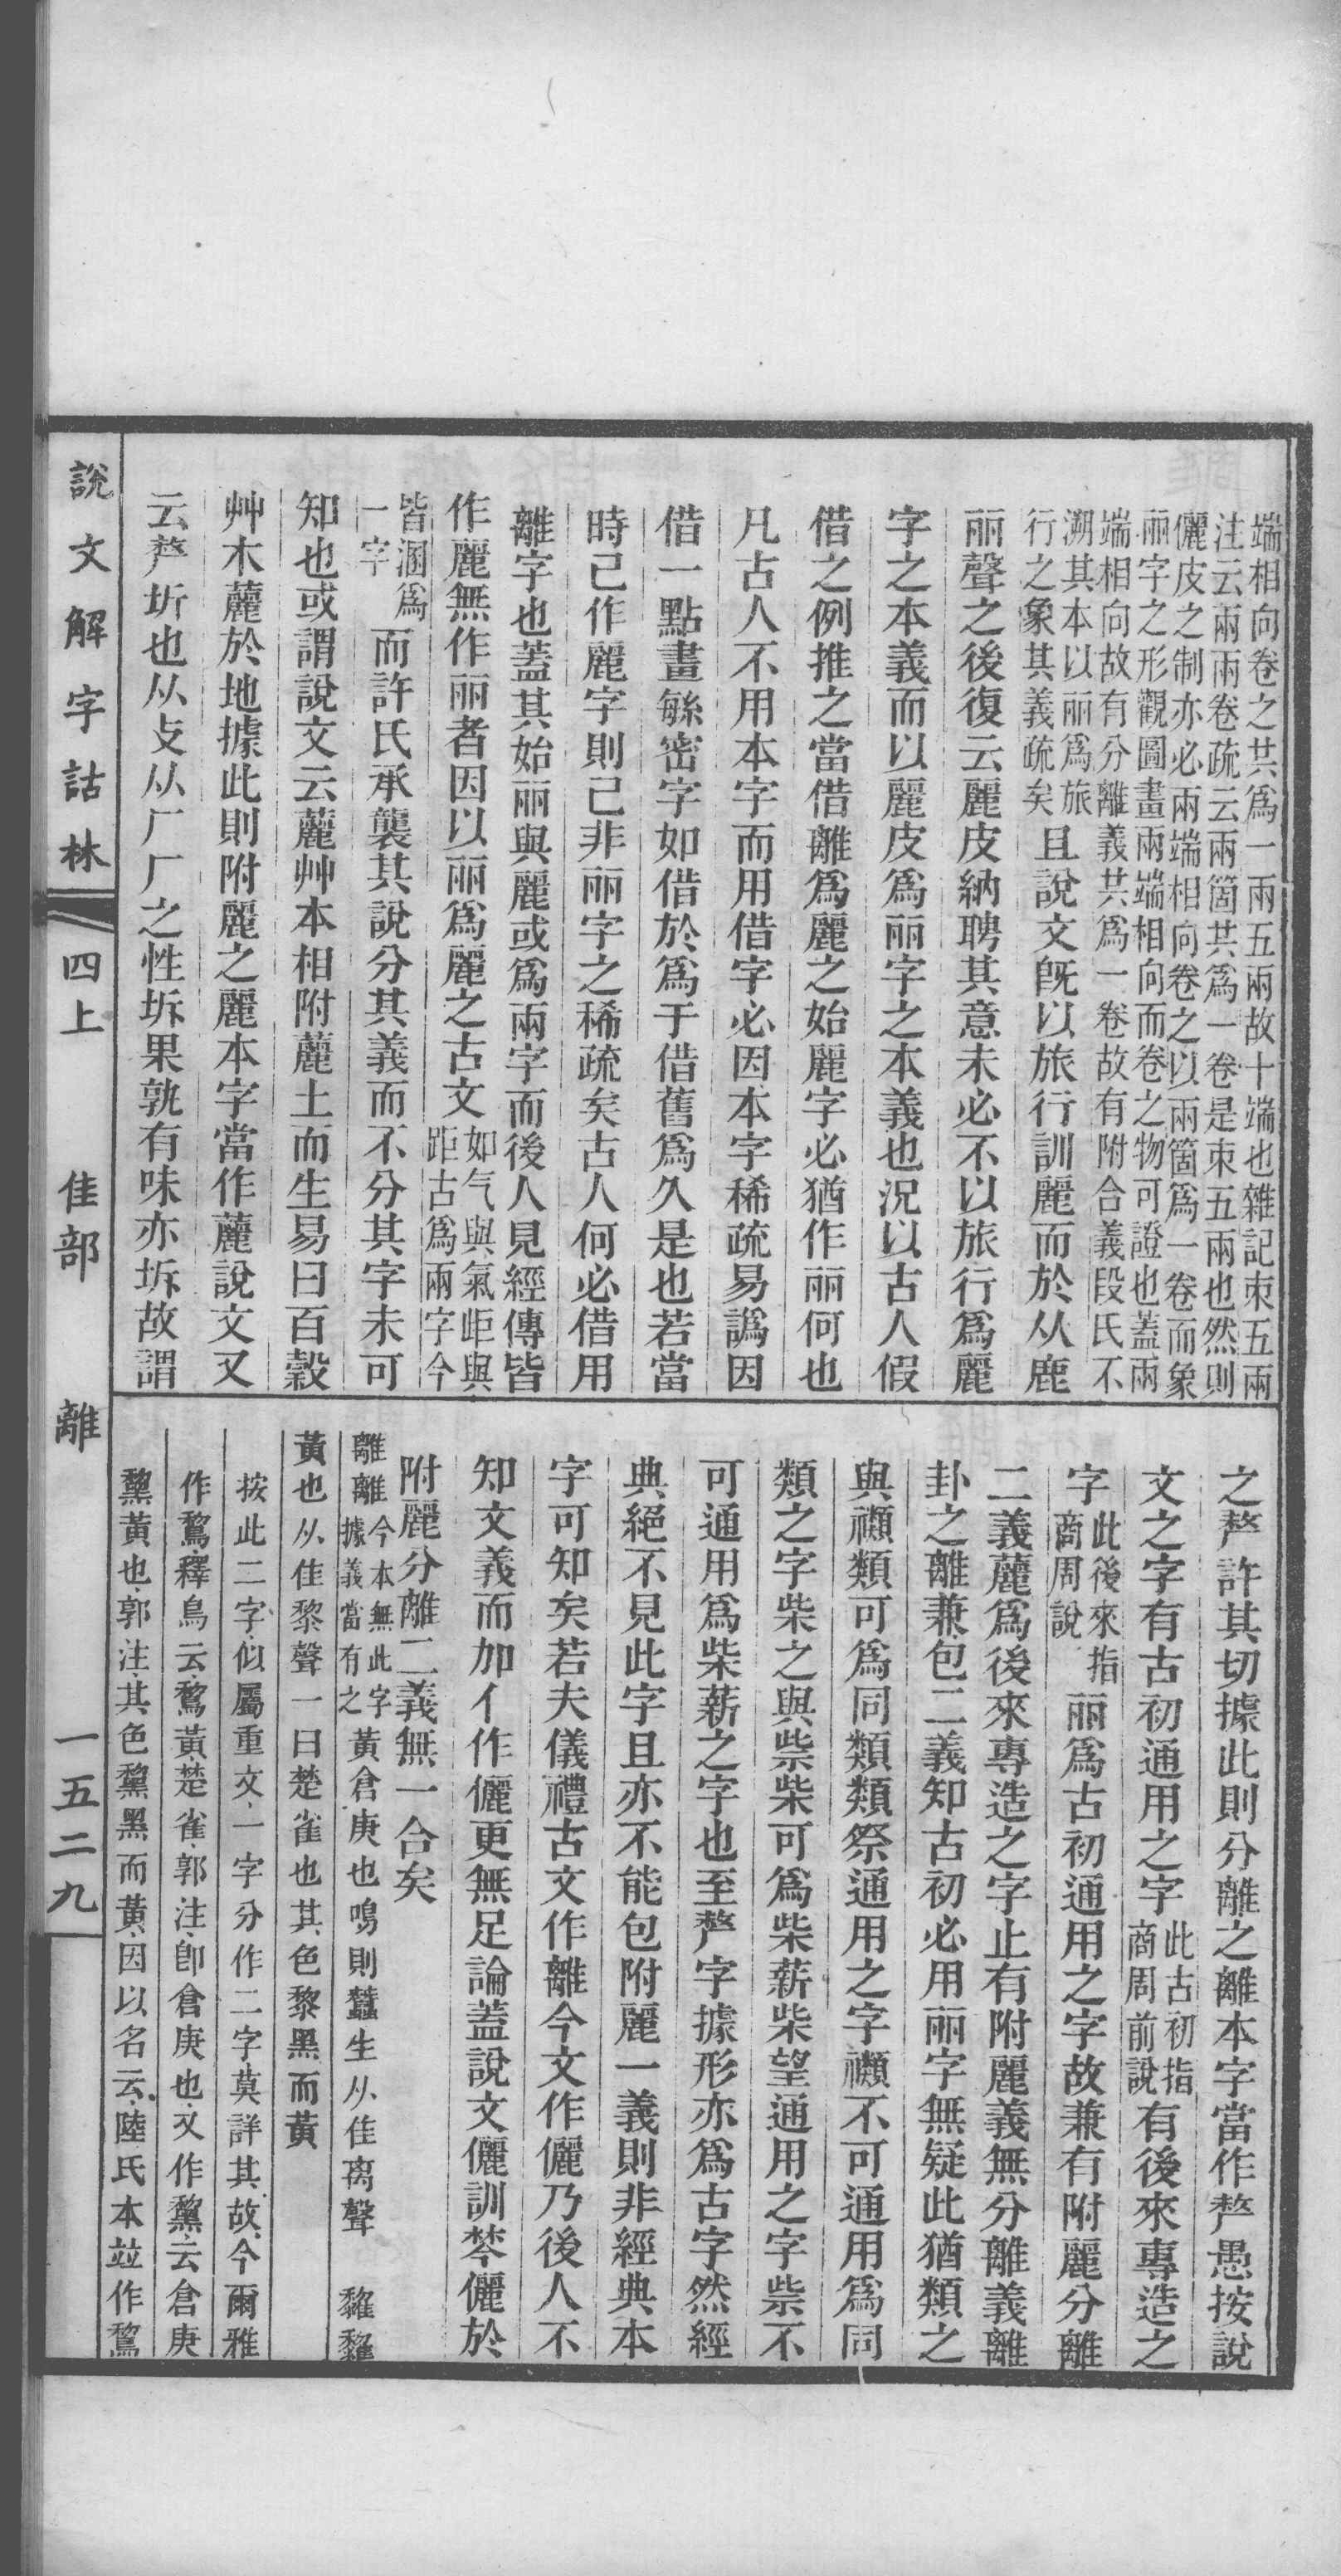 端相向卷之共爲一兩五兩故十端也雜記束五兩
注云兩兩卷疏云兩箇其爲一卷是束五兩也然則
儷皮之制亦必兩端相向卷之以兩箇爲一卷而象
丽字之形觀圖畫兩端相向而卷之物可證也蓋兩
端相向故有分離義共爲一卷故有附合義段氏不
溯其本以丽爲旅
行之象其義疏矣且說文旣以旅行訓麗而於从鹿
丽聲之後復云麗皮納聘其意未必不以旅行爲麗
字之本義而以麗皮爲丽字之本義也況以古人假
借之例推之當借離爲麗之始麗字必猶作丽何也
凡古人不用本字而用借字必因本字稀疏易譌因
借一點畫緐密字如借於爲于借舊爲久是也若當
時己作麗字則己非丽字之稀疏矣古人何必借用
離字也蓋其始丽與麗或爲兩字而後人見經傳皆
作麗無作丽者因以丽爲麗之古文如气與氣歫與
距古爲兩字今
皆溷爲
一字而許氏承襲其說分其義而不分其字未可
知也或謂說文云䕻艸木相附䕻土而生易曰百穀
艸木䕻於地據此則附麗之麗本字當作䕻說文又
云𠩺坼也从攴从厂厂之性坼果孰有味亦坼故謂
之𠩺許其切據此則分離之離本字當作𠩺愚按說
文之字有古初通用之字此古初指
商周前說有後來專造之
字此後來指
商周說丽爲古初通用之字故兼有附麗分離
二義䕻爲後來專造之字止有附麗義無分離義離
卦之離兼包二義知古初必用丽字無疑此猶類之
與禷類可爲同類類祭通用之字禷不可通用爲同
類之字柴之與祡柴可爲柴薪柴望通用之字祡不
可通用爲柴薪之字也至𠩺字據形亦爲古字然經
典絕不見此字且亦不能包附麗一義則非經典本
字可知矣若夫儀禮古文作離今文作儷乃後人不
知文義而加亻作儷更無足論蓋說文儷訓棽儷於
附麗分離二義無一合矣
離離今本無此字
據義當有之黃倉庚也鳴則蠶生从隹离聲 雞𪇰
黃也从隹黎聲一曰楚雀也其色黎黑而黃
按此二字似屬重文一字分作二字莫詳其故今爾雅
作鵹釋鳥云鵹黃楚雀郭注卽倉庚也又作鵹云倉庚
黧黃也郭注其色黧黑而黃因以名云陸氏本竝作鵹
說文解字詁林 四上 隹部 離 一五二九